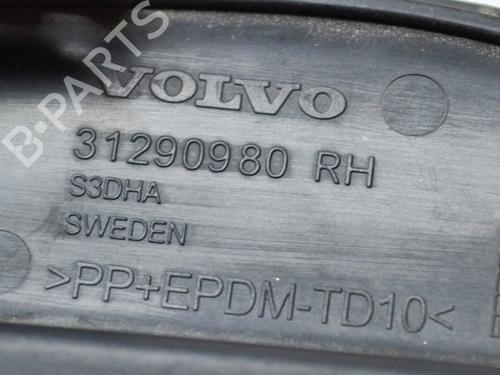 VOLVO
31290980 RH
S3DHA
SWEDEN
>PP+EPDM-TD10<
B-PARTS